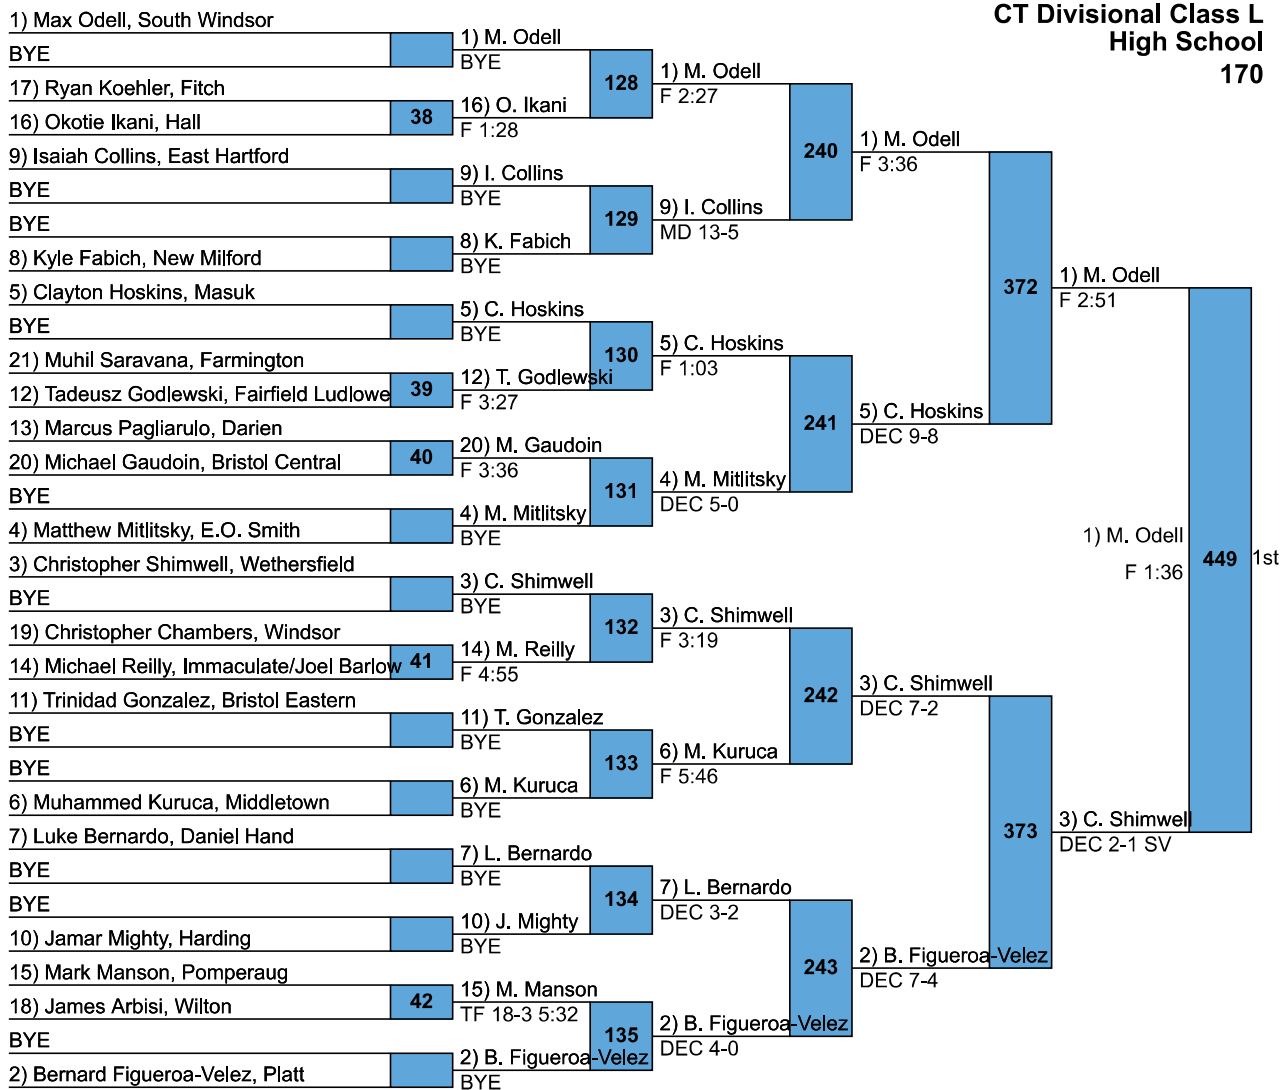 CT Divisional Class L
High School
170
1) Max Odell, South Windsor
BYE
17) Ryan Koehler, Fitch
16) Okotie Ikani, Hall
9) Isaiah Collins, East Hartford
BYE
BYE
8) Kyle Fabich, New Milford
5) Clayton Hoskins, Masuk
BYE
21) Muhil Saravana, Farmington
12) Tadeusz Godlewski, Fairfield Ludlowe
13) Marcus Pagliarulo, Darien
20) Michael Gaudoin, Bristol Central
BYE
4) Matthew Mitlitsky, E.O. Smith
3) Christopher Shimwell, Wethersfield
BYE
19) Christopher Chambers, Windsor
14) Michael Reilly, Immaculate/Joel Barlow
11) Trinidad Gonzalez, Bristol Eastern
BYE
BYE
6) Muhammed Kuruca, Middletown
7) Luke Bernardo, Daniel Hand
BYE
BYE
10) Jamar Mighty, Harding
15) Mark Manson, Pomperaug
18) James Arbisi, Wilton
BYE
2) Bernard Figueroa-Velez, Platt
38
39
40
41
42
1) M. Odell
BYE
16) O. Ikani
F 1:28
9) I. Collins
BYE
8) K. Fabich
BYE
5) C. Hoskins
BYE
12) T. Godlewski
F 3:27
20) M. Gaudoin
F 3:36
4) M. Mitlitsky
BYE
3) C. Shimwell
BYE
14) M. Reilly
F 4:55
11) T. Gonzalez
BYE
6) M. Kuruca
BYE
7) L. Bernardo
BYE
10) J. Mighty
BYE
15) M. Manson
TF 18-3 5:32
2) B. Figueroa-Velez
BYE
128
129
130
131
132
133
134
135
1) M. Odell
F 2:27
9) I. Collins
MD 13-5
5) C. Hoskins
F 1:03
4) M. Mitlitsky
DEC 5-0
3) C. Shimwell
F 3:19
6) M. Kuruca
F 5:46
7) L. Bernardo
DEC 3-2
2) B. Figueroa-Velez
DEC 4-0
240
241
242
243
1) M. Odell
F 3:36
5) C. Hoskins
DEC 9-8
3) C. Shimwell
DEC 7-2
2) B. Figueroa-Velez
DEC 7-4
372
373
1) M. Odell
F 2:51
3) C. Shimwell
DEC 2-1 SV
449
1) M. Odell
F 1:36
1st